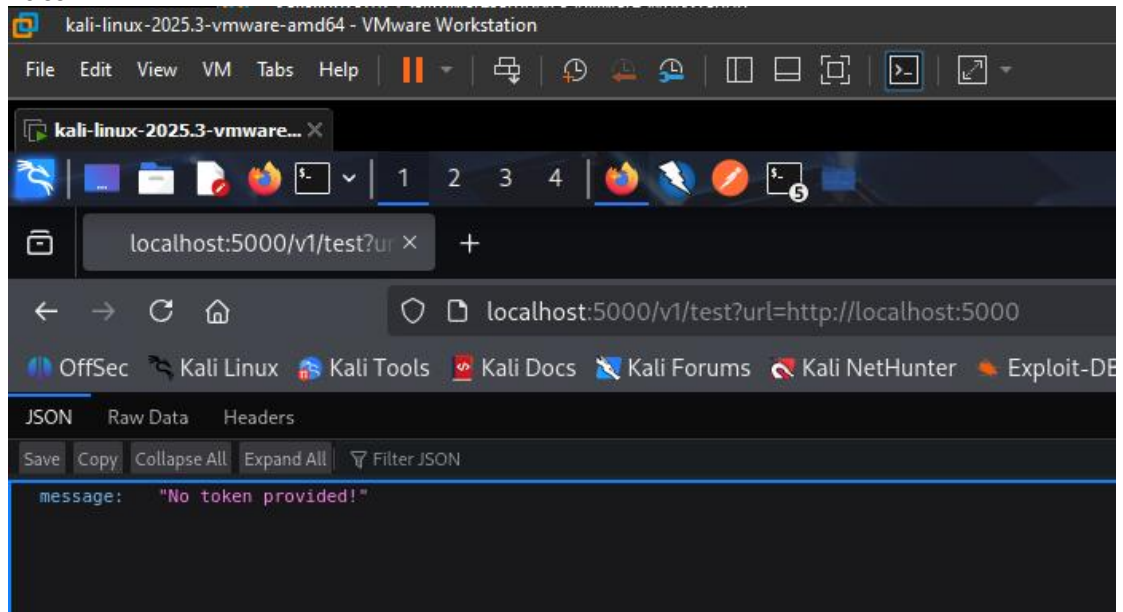 kali-linux-2025.3-vmware-amd64 - VMware Workstation
File Edit View VM Tabs Help
kali-linux-2025.3-vmware...
1 2 3 4 5
localhost:5000/v1/test?ur
localhost:5000/v1/test?url=http://localhost:5000
OffSec Kali Linux Kali Tools Kali Docs Kali Forums Kali NetHunter Exploit-DB
JSON Raw Data Headers
Save Copy Collapse All Expand All Filter JSON
message: "No token provided!"